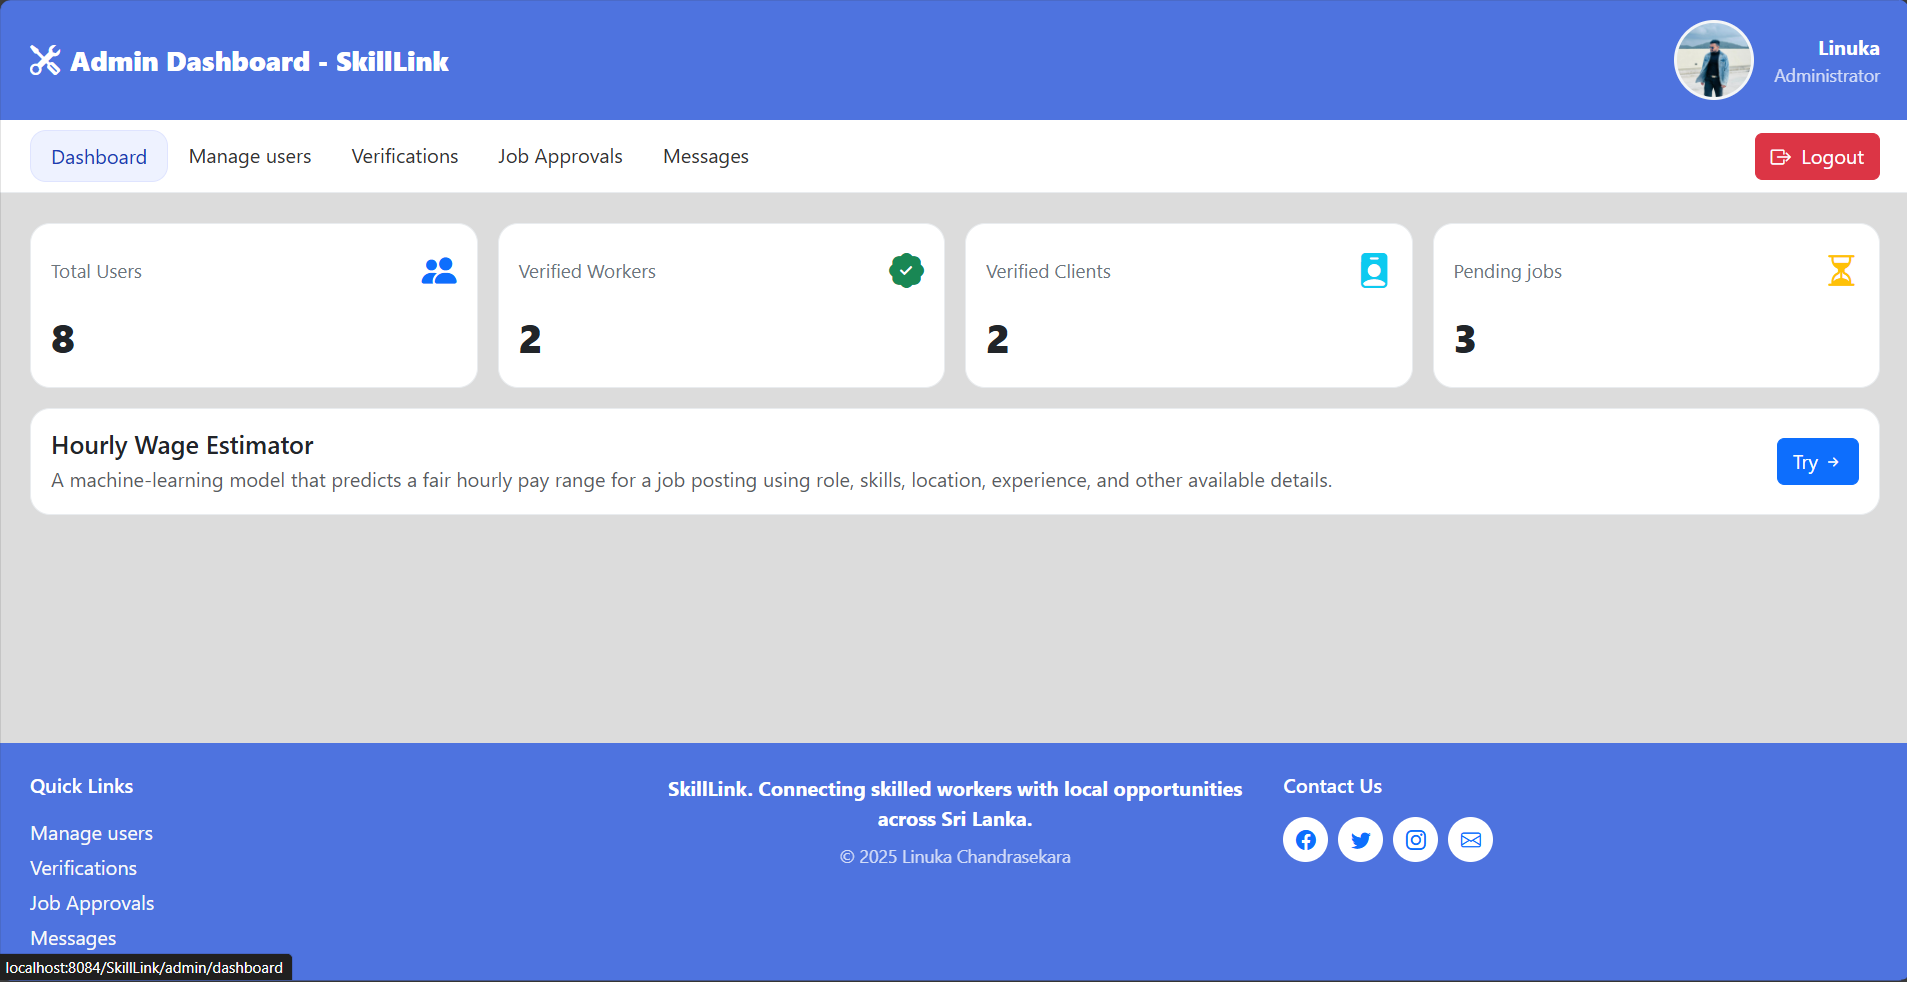 Admin Dashboard - SkillLink
Linuka
Administrator
Dashboard
Manage users
Verifications
Job Approvals
Messages
Logout
Total Users
8
Verified Workers
2
Verified Clients
2
Pending jobs
3
Hourly Wage Estimator
A machine-learning model that predicts a fair hourly pay range for a job posting using role, skills, location, experience, and other available details.
Try
Quick Links
Manage users
Verifications
Job Approvals
Messages
SkillLink. Connecting skilled workers with local opportunities
across Sri Lanka.
© 2025 Linuka Chandrasekara
Contact Us
localhost:8084/SkillLink/admin/dashboard